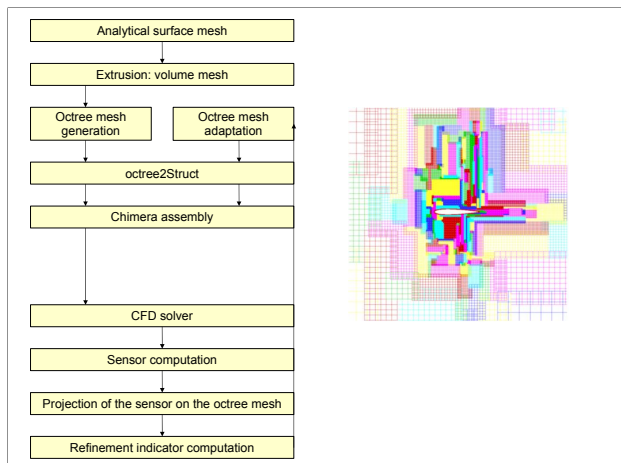 Analytical surface mesh
Extrusion: volume mesh
Octree mesh
generation
Octree mesh
adaptation
octree2Struct
Chimera assembly
CFD solver
Sensor computation
Projection of the sensor on the octree mesh
Refinement indicator computation